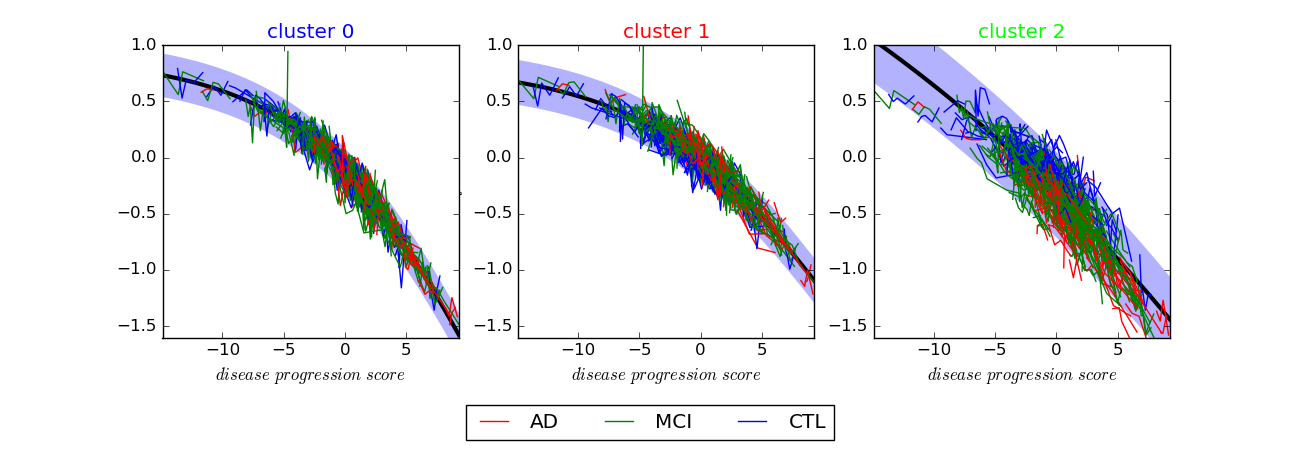 cluster 0 cluster 1 cluster 2
1.0 1.0 1.0
0.5 0.5 0.5
0.0 0.0 0.0
−0.5 −0.5 −0.5
−1.0 −1.0 −1.0
−1.5 −1.5 −1.5
−10 −5 0 5 −10 −5 0 5 −10 −5 0 5
disease progression score disease progression score disease progression score
AD MCI CTL